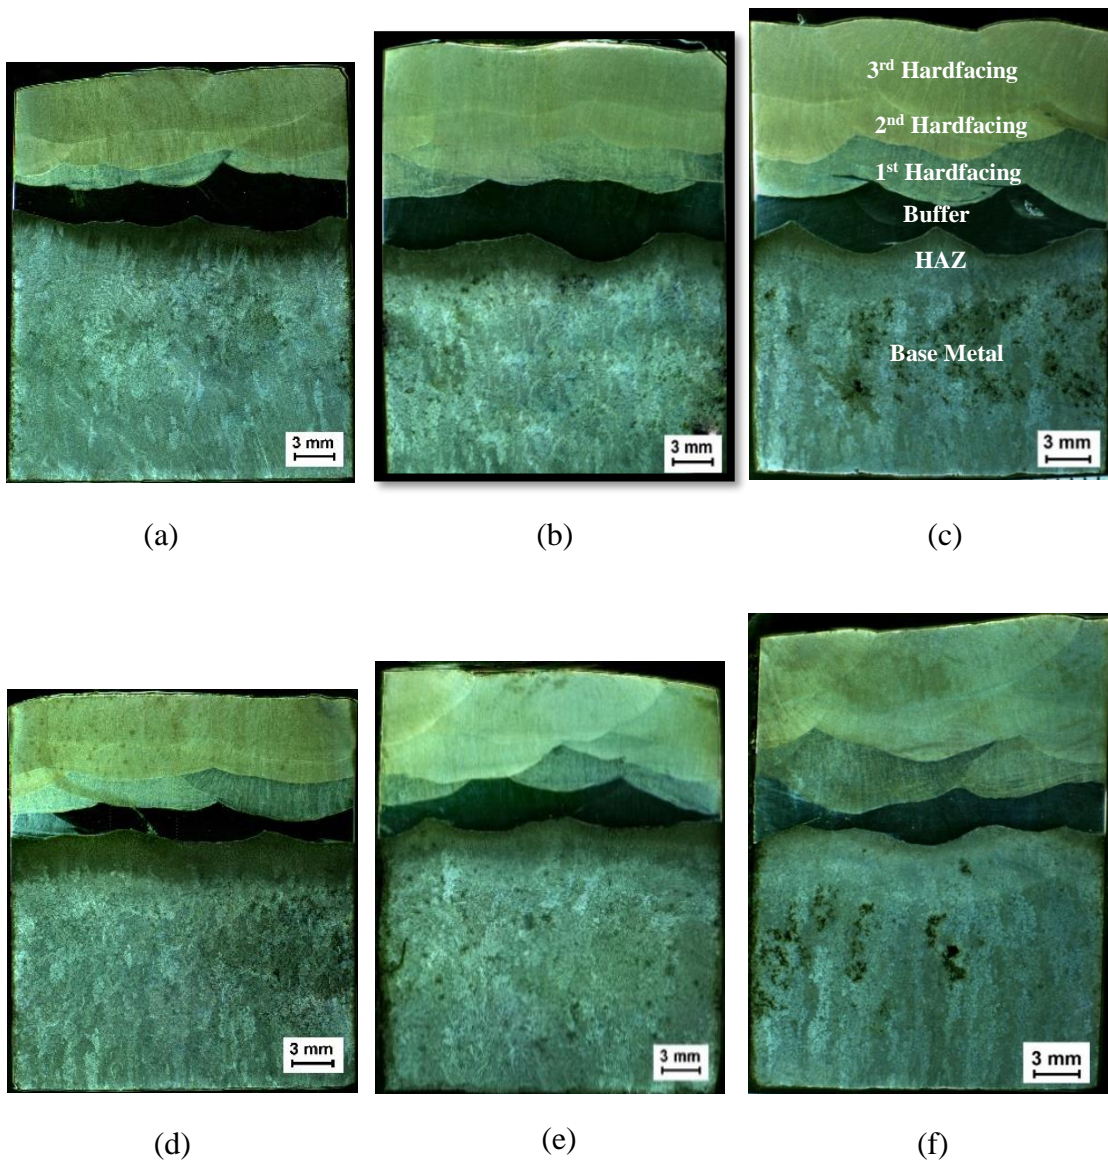 3rd Hardfacing
2nd Hardfacing
1st Hardfacing
Buffer
HAZ
Base Metal
3 mm
3 mm
3 mm
(a)
(b)
(c)
3 mm
3 mm
3 mm
(d)
(e)
(f)